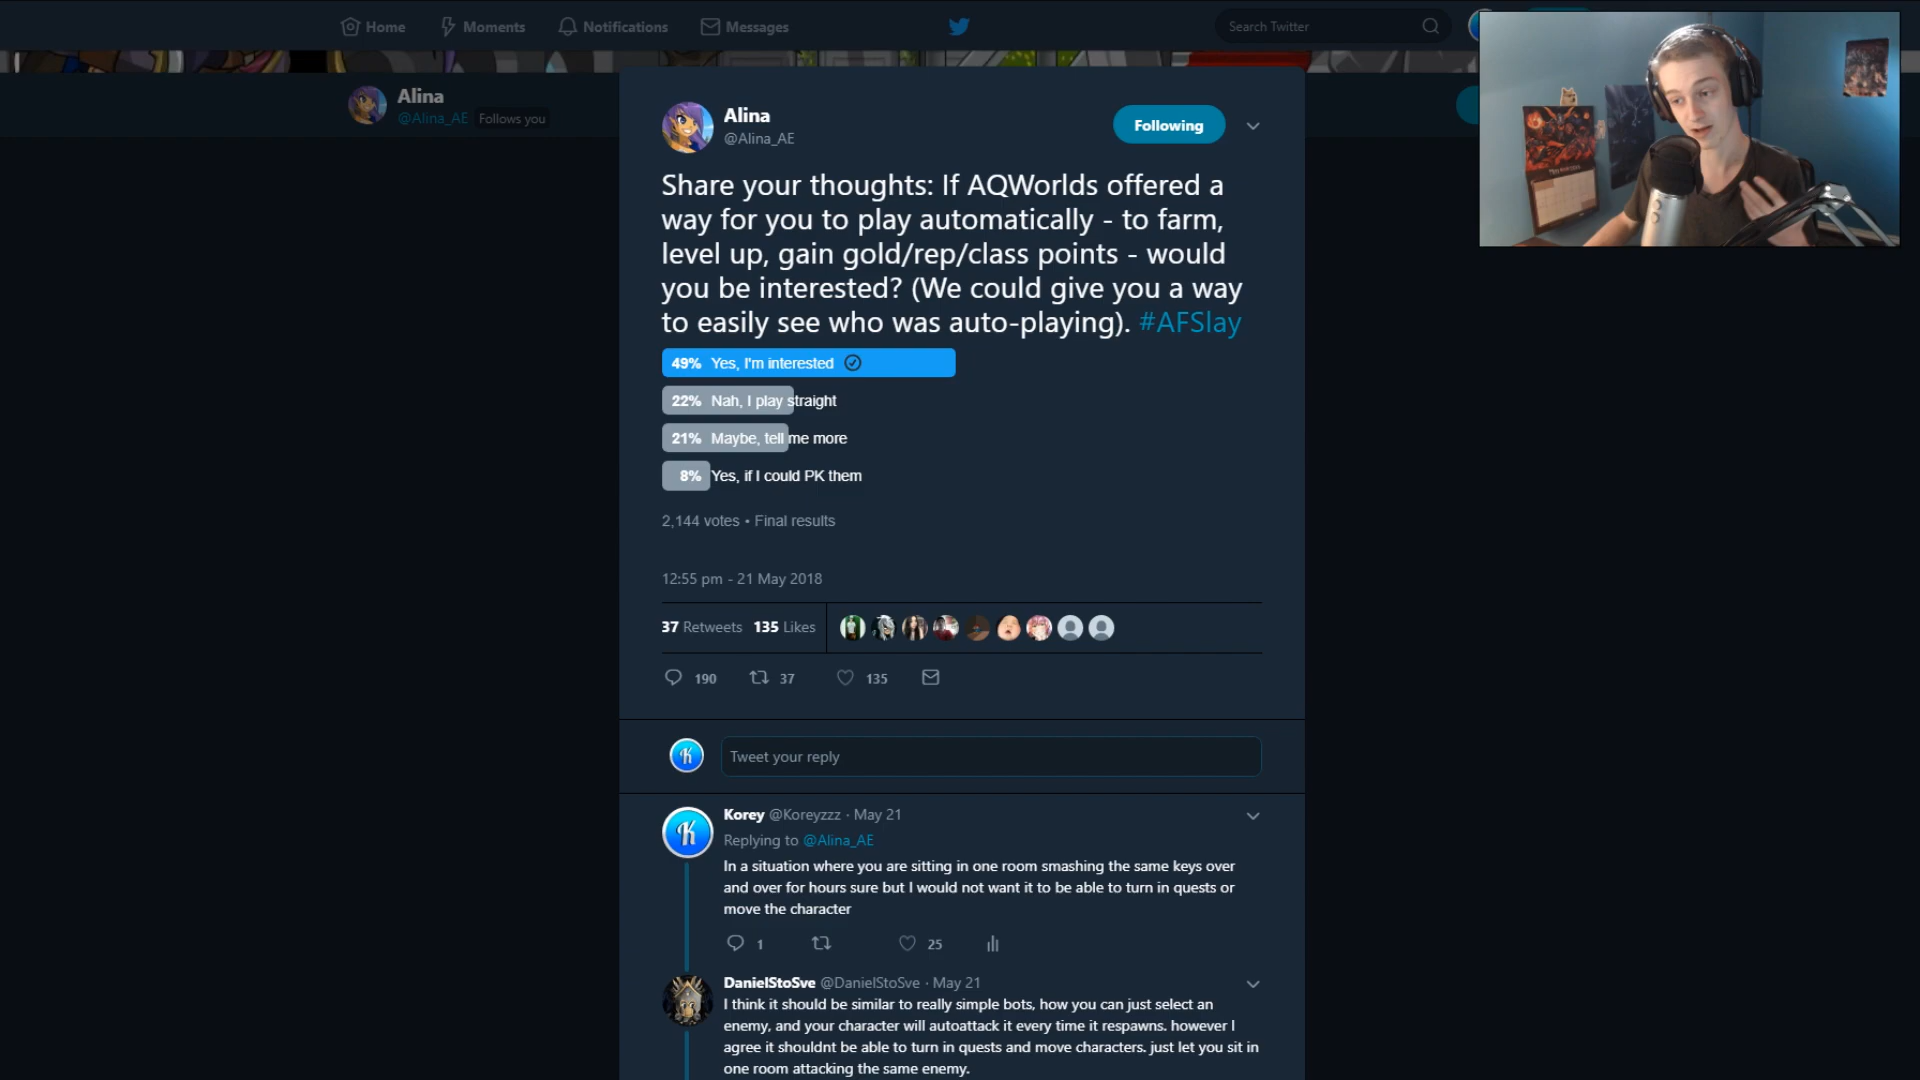 Home
Moments
Notifications
Messages
Search Twitter
Alina
@Alina_AE Follows you
Alina
@Alina_AE
Following
Share your thoughts: If AQWorlds offered a
way for you to play automatically - to farm,
level up, gain gold/rep/class points - would
you be interested? (We could give you a way
to easily see who was auto-playing). #AFSlay
49% Yes, I'm interested
22% Nah, I play straight
21% Maybe, tell me more
8% Yes, if I could PK them
2,144 votes • Final results
12:55 pm - 21 May 2018
37 Retweets 135 Likes
190 37 135
Tweet your reply
Korey @Koreyzzz · May 21
Replying to @Alina_AE
In a situation where you are sitting in one room smashing the same keys over
and over for hours sure but I would not want it to be able to turn in quests or
move the character
1 25
DanielStoSve @DanielStoSve · May 21
I think it should be similar to really simple bots, how you can just select an
enemy, and your character will autoattack it every time it respawns. however I
agree it shouldnt be able to turn in quests and move characters. just let you sit in
one room attacking the same enemy.